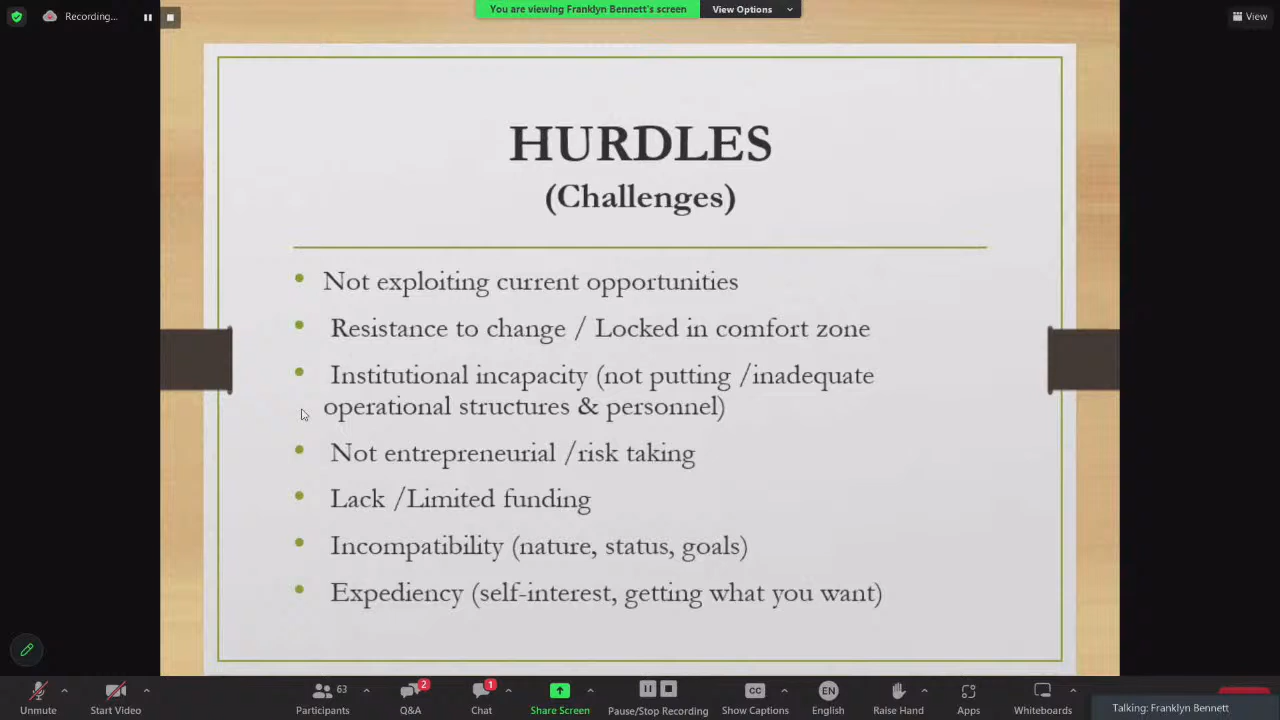 Recording...
You are viewing Franklyn Bennett's screen
View Options
View
HURDLES
(Challenges)
• Not exploiting current opportunities
• Resistance to change / Locked in comfort zone
• Institutional incapacity (not putting /inadequate
operational structures & personnel)
• Not entrepreneurial /risk taking
• Lack /Limited funding
• Incompatibility (nature, status, goals)
• Expediency (self-interest, getting what you want)
63
2
1
CC
EN
Unmute
Start Video
Participants
Q&A
Chat
Share Screen
Pause/Stop Recording
Show Captions
English
Raise Hand
Apps
Whiteboards
Talking: Franklyn Bennett